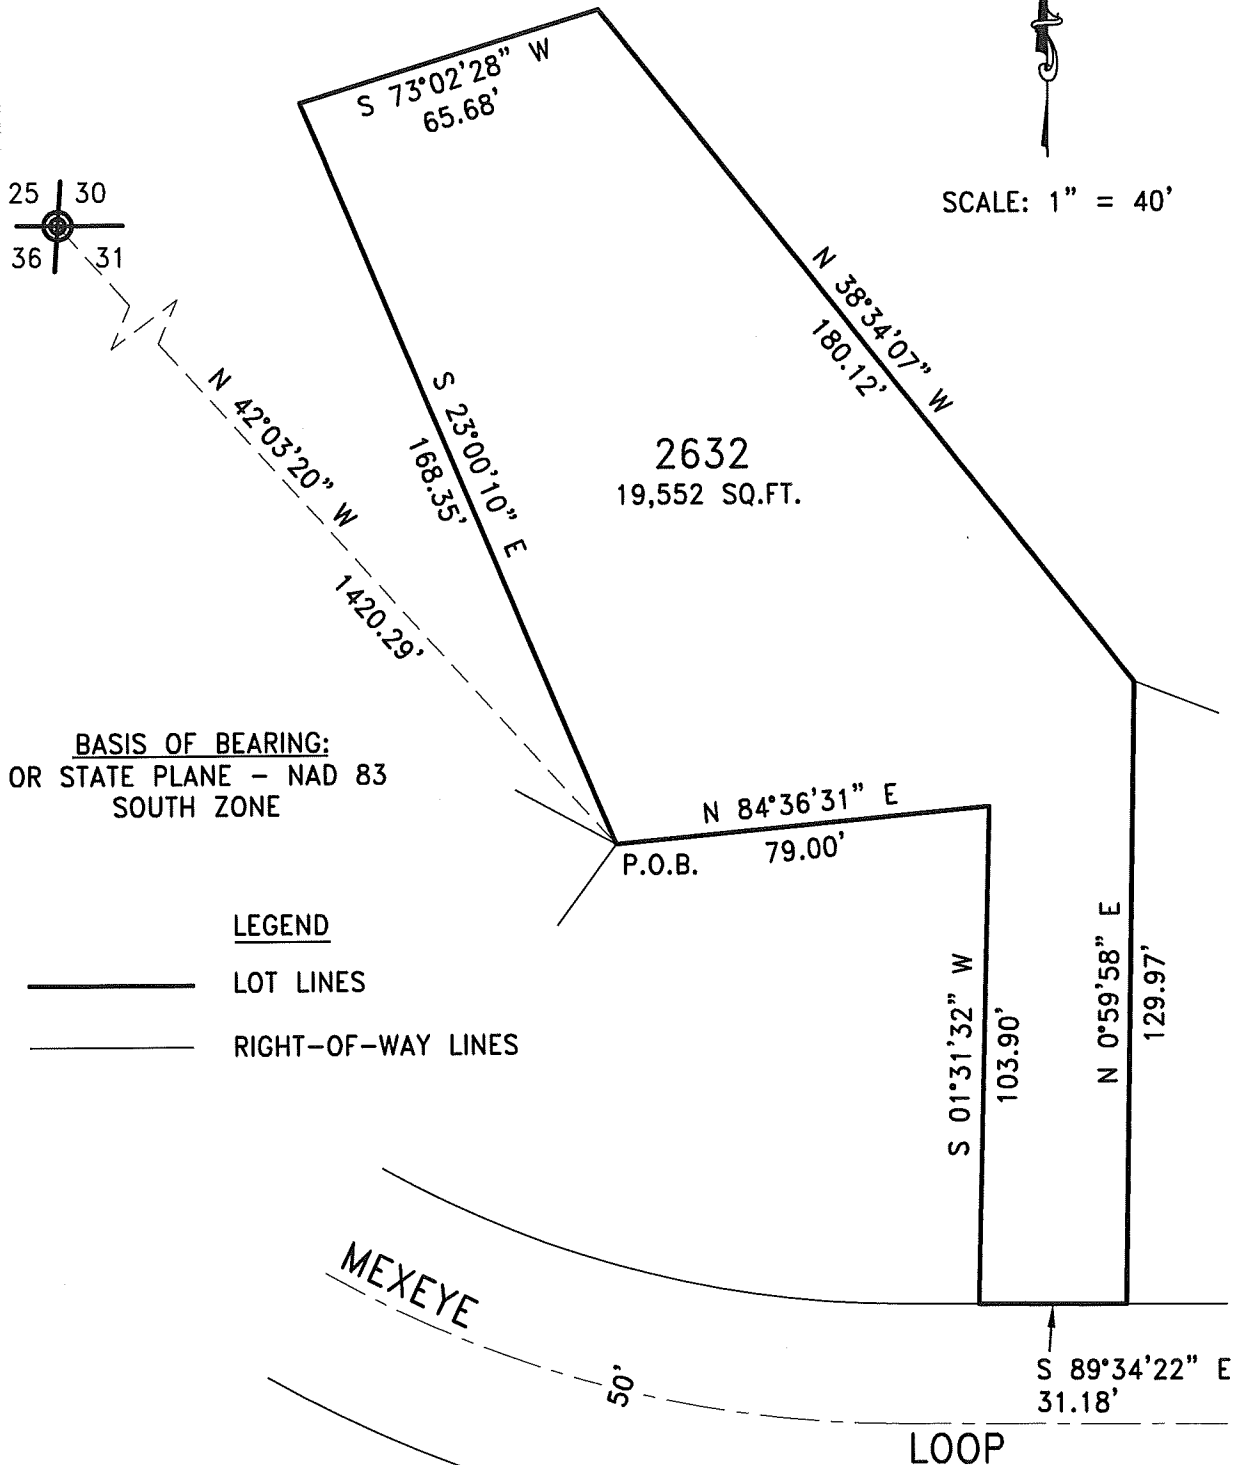 S 73°02'28" W
65.68'
25 30
36 31
SCALE: 1" = 40'
N 38°34'07" W
180.12'
N 42°03'20" W
1420.29'
S 23°00'10" E
168.35'
2632
19,552 SQ.FT.
BASIS OF BEARING:
OR STATE PLANE – NAD 83
SOUTH ZONE
N 84°36'31" E
79.00'
P.O.B.
LEGEND
LOT LINES
RIGHT-OF-WAY LINES
S 01°31'32" W
103.90'
N 0°59'58" E
129.97'
MEXEYE
50'
S 89°34'22" E
31.18'
LOOP